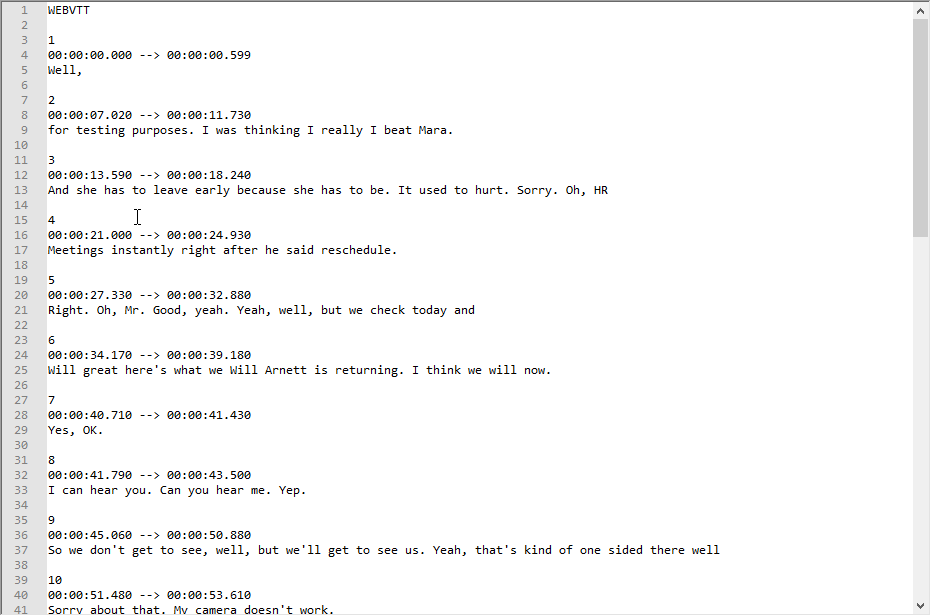 1 WEBVTT
2
3 1
4 00:00:00.000 --> 00:00:00.599
5 Well,
6
7 2
8 00:00:07.020 --> 00:00:11.730
9 for testing purposes. I was thinking I really I beat Mara.
10
11 3
12 00:00:13.590 --> 00:00:18.240
13 And she has to leave early because she has to be. It used to hurt. Sorry. Oh, HR
14
15 4
16 00:00:21.000 --> 00:00:24.930
17 Meetings instantly right after he said reschedule.
18
19 5
20 00:00:27.330 --> 00:00:32.880
21 Right. Oh, Mr. Good, yeah. Yeah, well, but we check today and
22
23 6
24 00:00:34.170 --> 00:00:39.180
25 Will great here's what we Will Arnett is returning. I think we will now.
26
27 7
28 00:00:40.710 --> 00:00:41.430
29 Yes, OK.
30
31 8
32 00:00:41.790 --> 00:00:43.500
33 I can hear you. Can you hear me. Yep.
34
35 9
36 00:00:45.060 --> 00:00:50.880
37 So we don't get to see, well, but we'll get to see us. Yeah, that's kind of one sided there well
38
39 10
40 00:00:51.480 --> 00:00:53.610
41 Sorry about that. My camera doesn't work.